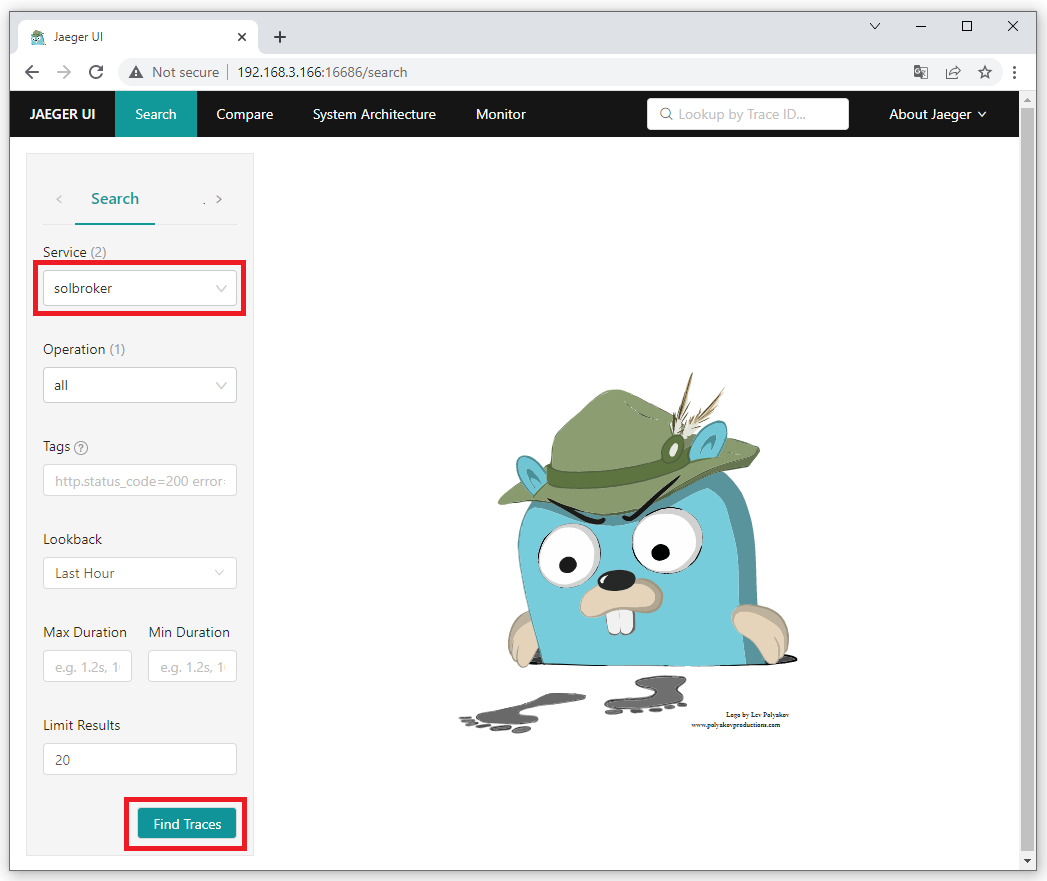 Jaeger UI
Not secure 192.168.3.166:16686/search
JAEGER UI Search Compare System Architecture Monitor Lookup by Trace ID... About Jaeger
Search
Service (2)
solbroker
Operation (1)
all
Tags ?
http.status_code=200 error:
Lookback
Last Hour
Max Duration Min Duration
e.g. 1.2s, 1 e.g. 1.2s, 1
Limit Results
20
Find Traces
Logo by Lev Polyakov
www.polyakovproductions.com